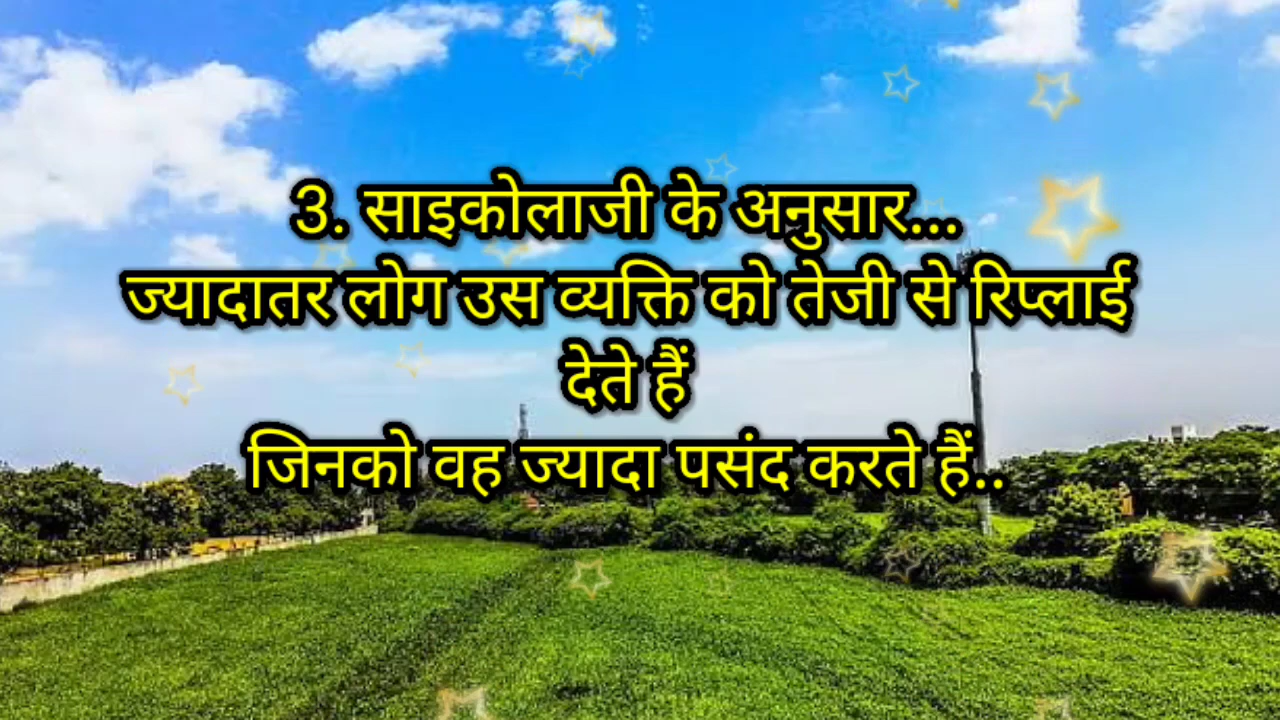 3. साइकोलाजी के अनुसार...
ज्यादातर लोग उस व्यक्ति को तेजी से रिप्लाई
देते हैं
जिनको वह ज्यादा पसंद करते हैं..